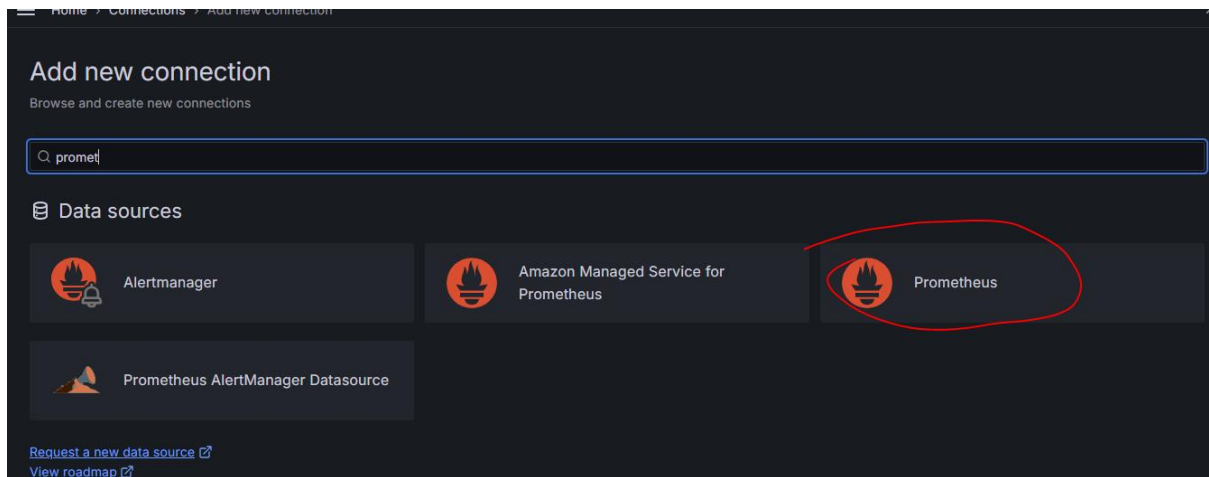 Home > Connections > Add new connection
Add new connection
Browse and create new connections
promet
Data sources
Alertmanager
Amazon Managed Service for
Prometheus
Prometheus
Prometheus AlertManager Datasource
Request a new data source
View roadmap